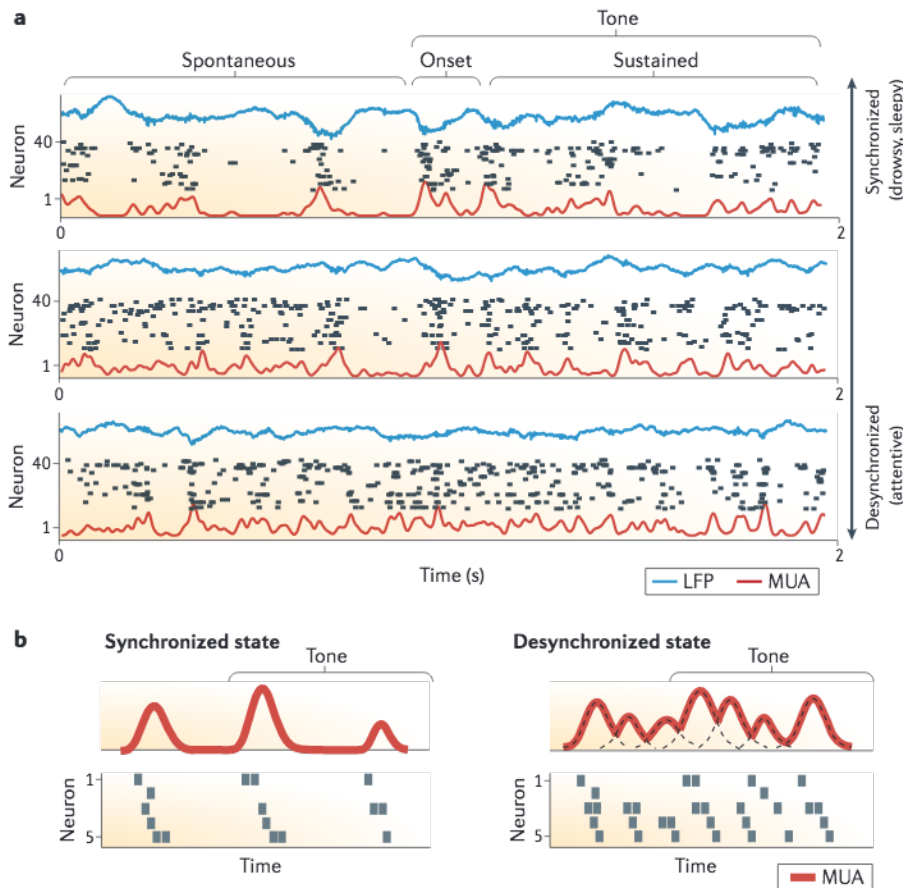 a
Tone
Spontaneous Onset Sustained
Neuron
40
1
0 2
Neuron
40
1
0 2
Neuron
40
1
0 2
Time (s)
LFP MUA
Synchronized
(drowsy, sleepy)
Desynchronized
(attentive)
b
Synchronized state
Tone
Neuron
1
5
Time
Desynchronized state
Tone
Neuron
1
5
Time
MUA